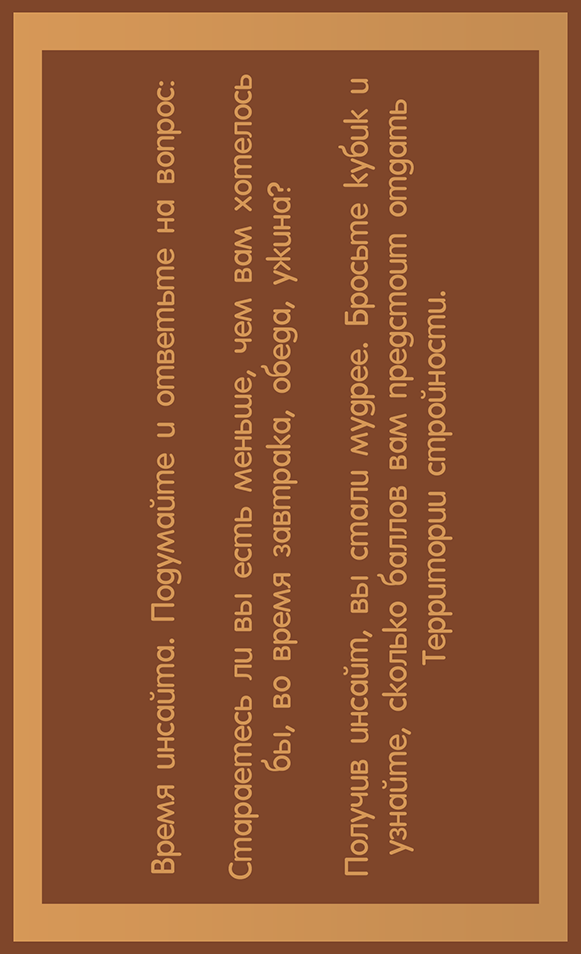 Время инсайта. Подумайте и ответьте на вопрос:
Стараетесь ли вы есть меньше, чем вам хотелось
бы, во время завтрака, обеда, ужина?
Получив инсайт, вы стали мудрее. Бросьте кубик и
узнайте, сколько баллов вам предстоит отдать
Территории стройности.